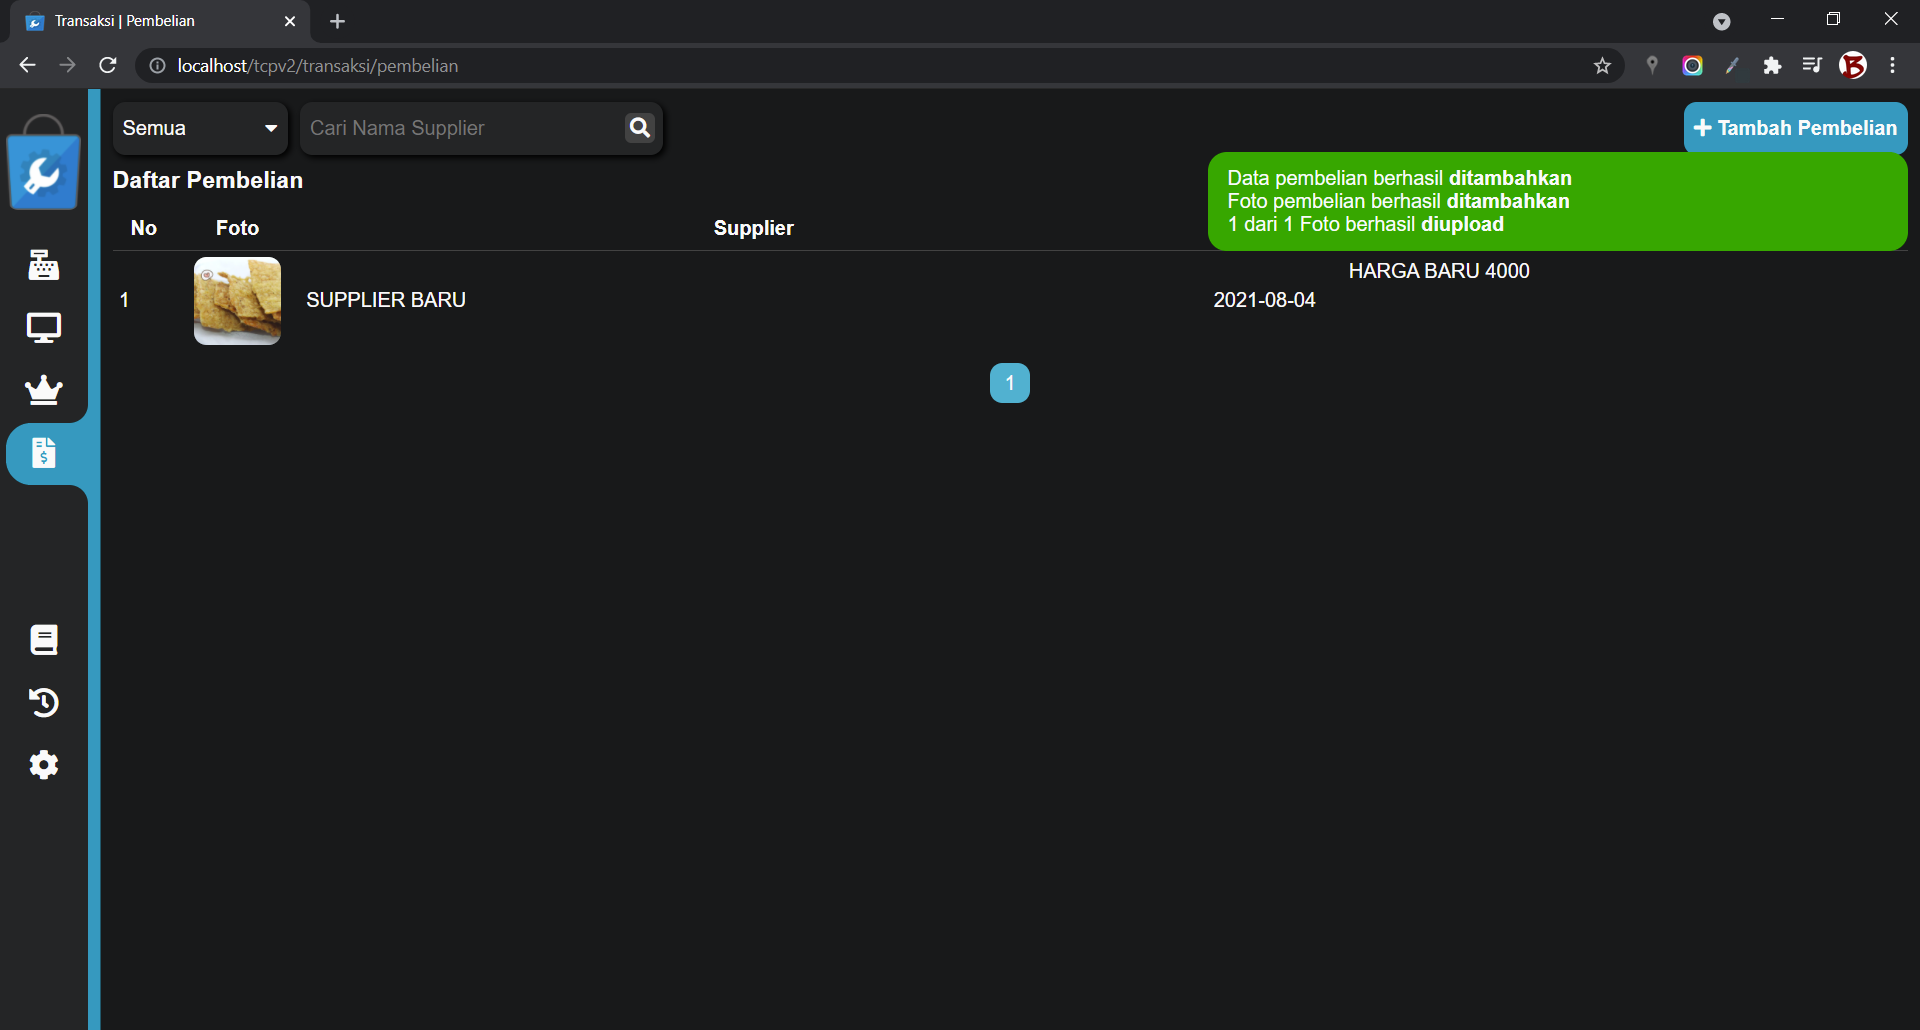 Transaksi | Pembelian
localhost/tcpv2/transaksi/pembelian
Semua
Cari Nama Supplier
Tambah Pembelian
Daftar Pembelian
Data pembelian berhasil ditambahkan
Foto pembelian berhasil ditambahkan
1 dari 1 Foto berhasil diupload
No Foto Supplier
1 SUPPLIER BARU 2021-08-04 HARGA BARU 4000
1